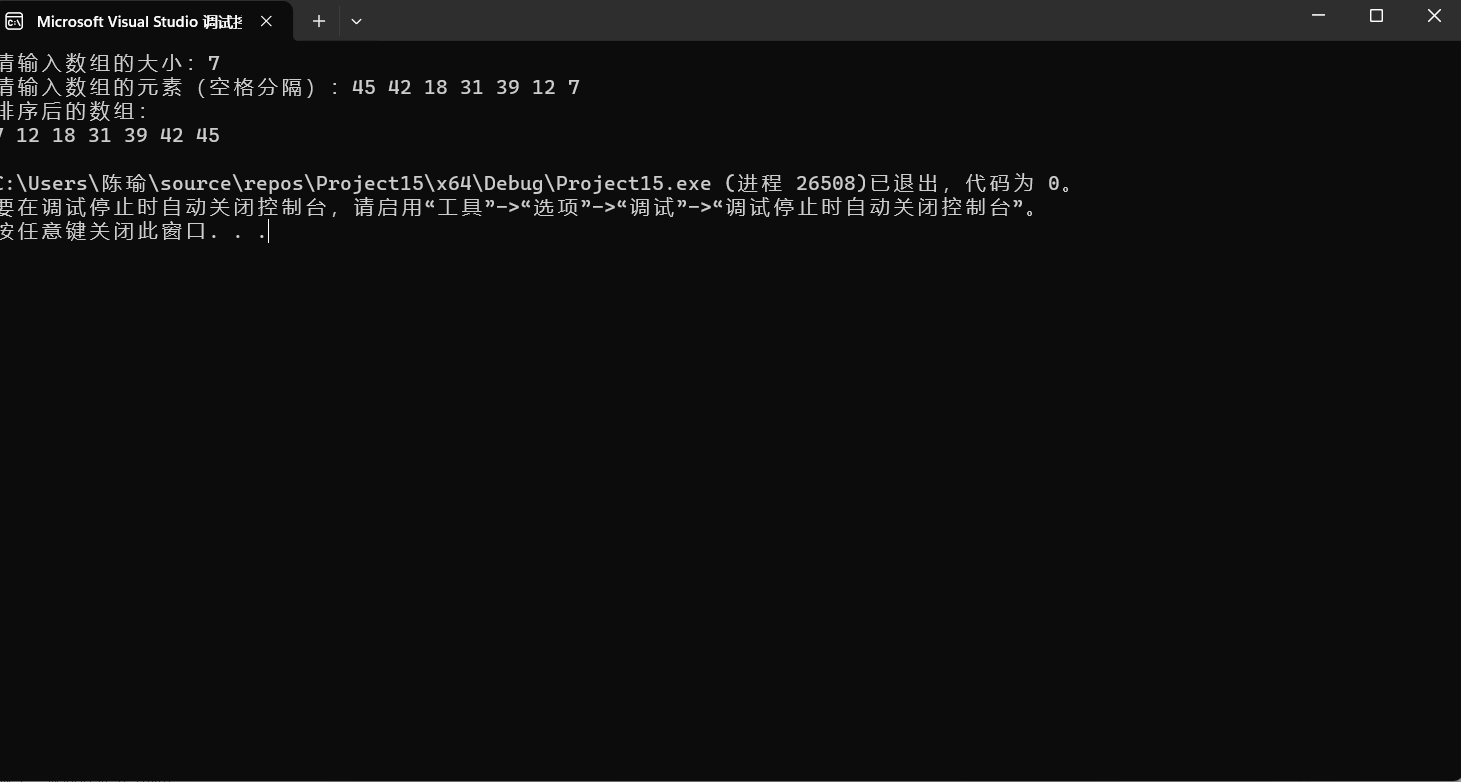 Microsoft Visual Studio 调试
请输入数组的大小: 7
请输入数组的元素（空格分隔）: 45 42 18 31 39 12 7
排序后的数组:
7 12 18 31 39 42 45
C:\Users\陈瑜\source\repos\Project15\x64\Debug\Project15.exe (进程 26508)已退出，代码为 0。
要在调试停止时自动关闭控制台，请启用“工具”->“选项”->“调试”->“调试停止时自动关闭控制台”。
按任意键关闭此窗口. . .